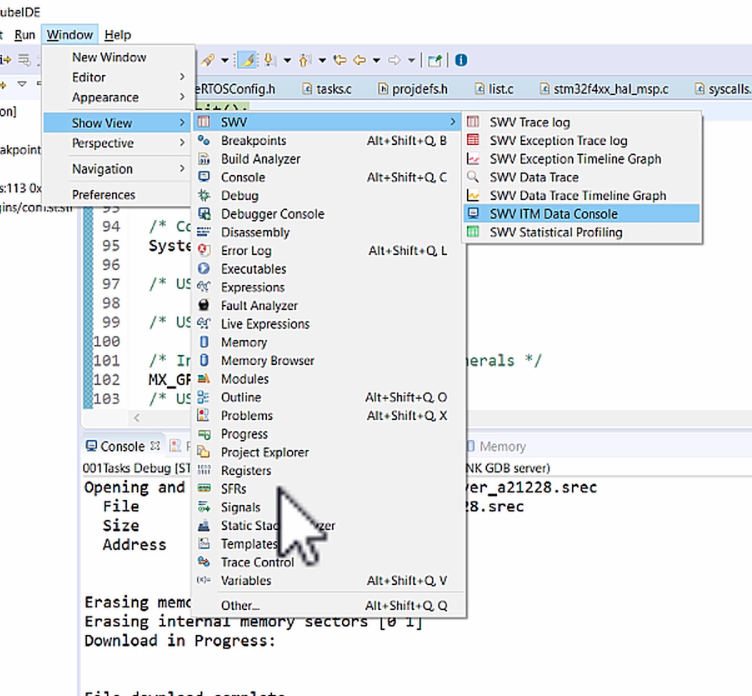 ubeIDE
t Run Window Help
eRTOSConfig.h tasks.c projdefs.h list.c stm32f4xx_hal_msp.c syscalls.
New Window
Editor >
Appearance >
Show View >
Perspective >
Navigation >
Preferences
SWV >
Breakpoints Alt+Shift+Q, B
Build Analyzer
Console Alt+Shift+Q, C
Debug
Debugger Console
Disassembly
Error Log Alt+Shift+Q, L
Executables
Expressions
Fault Analyzer
Live Expressions
Memory
Memory Browser
Modules
Outline Alt+Shift+Q, O
Problems Alt+Shift+Q, X
Progress
Project Explorer
Registers
SFRs
Signals
Static Stac zer
Templates
Trace Control
Variables Alt+Shift+Q, V
Other... Alt+Shift+Q, Q
SWV Trace log
SWV Exception Trace log
SWV Exception Timeline Graph
SWV Data Trace
SWV Data Trace Timeline Graph
SWV ITM Data Console
SWV Statistical Profiling
on]
akpoint
s:113 0x
94 /* Co
95 Syste
96
97 /* US
98
99 /* US
100
101 /* In erals */
102 MX_GP
103 /* US
Console Memory
001Tasks Debug [ST NK GDB server)
Opening and ver_a21228.srec
File 28.srec
Size
Address
Erasing memo
Erasing internal memory sectors [0 1]
Download in Progress:
File download complete